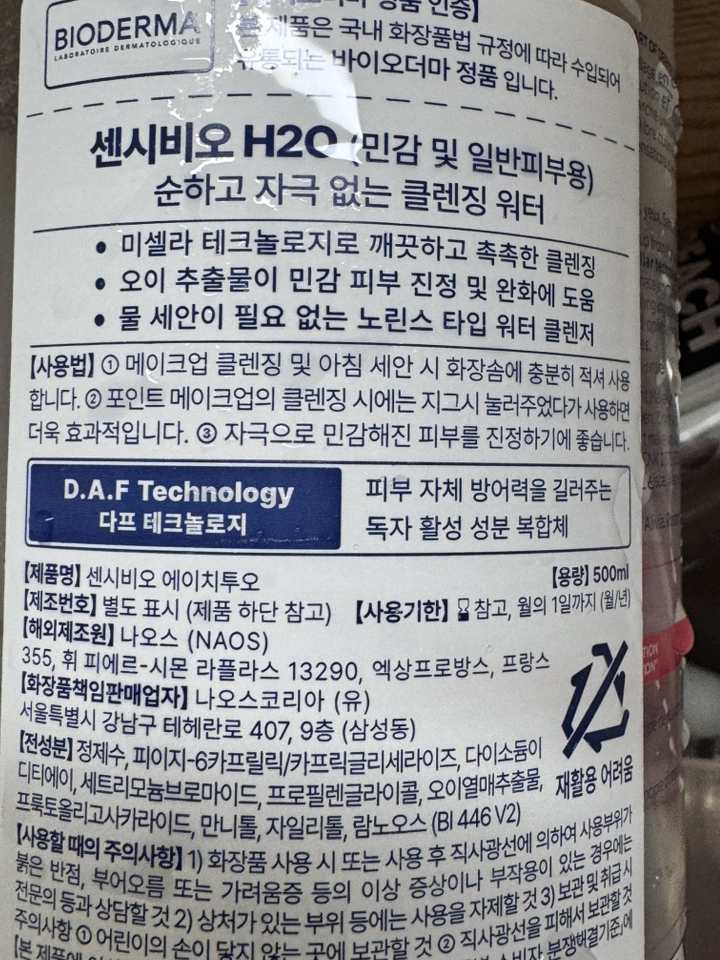 BIODERMA
LABORATOIRE DERMATOLOGIQUE
정품 인증】
본 제품은 국내 화장품법 규정에 따라 수입되어
유통되는 바이오더마 정품 입니다.
센시비오 H2O (민감 및 일반피부용)
순하고 자극 없는 클렌징 워터
• 미셀라 테크놀로지로 깨끗하고 촉촉한 클렌징
• 오이 추출물이 민감 피부 진정 및 완화에 도움
• 물 세안이 필요 없는 노린스 타입 워터 클렌저
【사용법】 ① 메이크업 클렌징 및 아침 세안 시 화장솜에 충분히 적셔 사용
합니다. ② 포인트 메이크업의 클렌징 시에는 지그시 눌러주었다가 사용하면
더욱 효과적입니다. ③ 자극으로 민감해진 피부를 진정하기에 좋습니다.
D.A.F Technology
다프 테크놀로지
피부 자체 방어력을 길러주는
독자 활성 성분 복합체
【제품명】 센시비오 에이치투오 【용량】 500ml
【제조번호】 별도 표시 (제품 하단 참고) 【사용기한】 참고, 월의 1일까지 (월/년)
【해외제조원】 나오스 (NAOS)
355, 휘 피에르-시몬 라플라스 13290, 엑상프로방스, 프랑스
【화장품책임판매업자】 나오스코리아 (유)
서울특별시 강남구 테헤란로 407, 9층 (삼성동)
【전성분】 정제수, 피이지-6카프릴릭/카프릭글리세라이즈, 다이소듐이
디티에이, 세트리모늄브로마이드, 프로필렌글라이콜, 오이열매추출물,
프룩토올리고사카라이드, 만니톨, 자일리톨, 람노오스 (BI 446 V2)
재활용 어려움
【사용할 때의 주의사항】 1) 화장품 사용 시 또는 사용 후 직사광선에 의하여 사용부위가
붉은 반점, 부어오름 또는 가려움증 등의 이상 증상이나 부작용이 있는 경우에는
전문의 등과 상담할 것 2) 상처가 있는 부위 등에는 사용을 자제할 것 3) 보관 및 취급 시
주의사항 ① 어린이의 손이 닿지 않는 곳에 보관할 것 ② 직사광선을 피해서 보관할 것
【본 제품에 소비자 분쟁해결기준」에